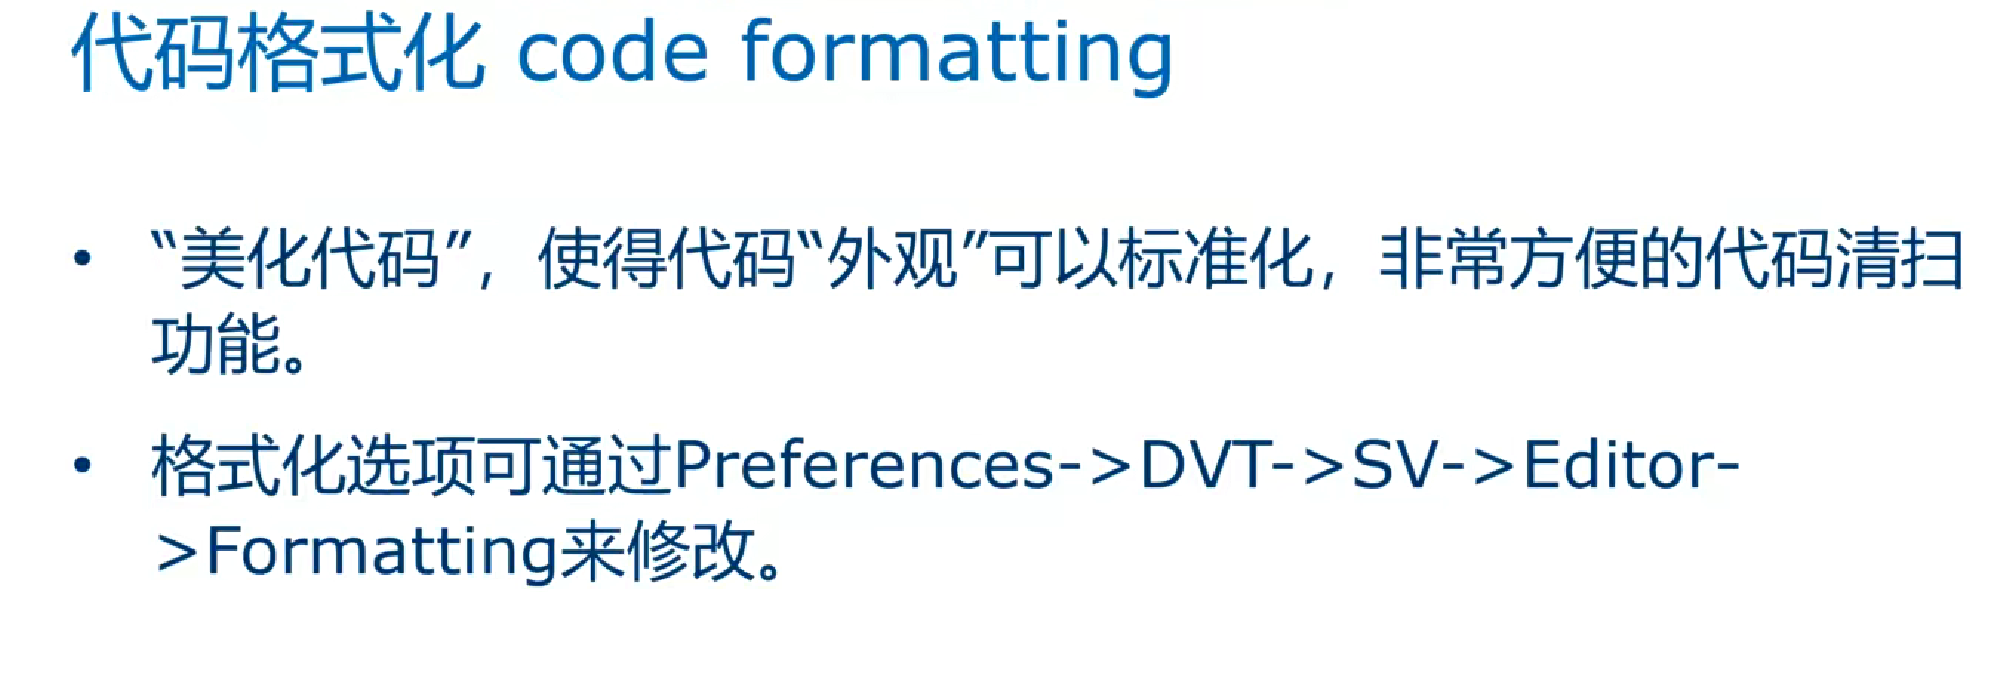 代码格式化 code formatting
• “美化代码”，使得代码“外观”可以标准化，非常方便的代码清扫
功能。
• 格式化选项可通过Preferences->DVT->SV->Editor-
>Formatting来修改。